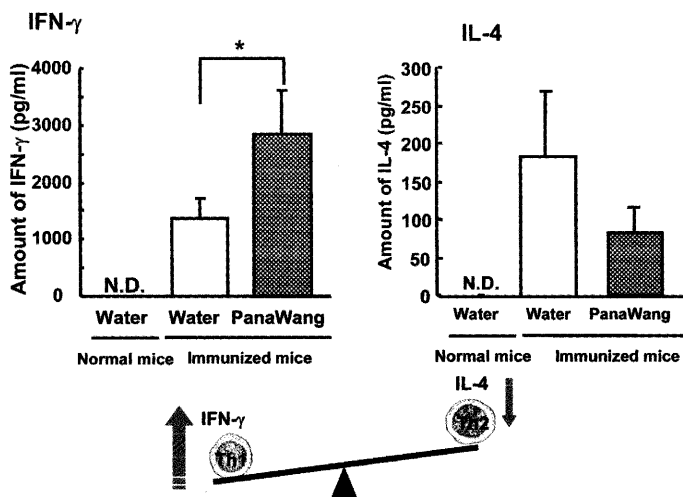 IFN-γ
*
Amount of IFN-γ (pg/ml)
4000
3000
2000
1000
0
N.D.
Water Water PanaWang
Normal mice Immunized mice
IL-4
Amount of IL-4 (pg/ml)
300
250
200
150
100
50
0
N.D.
Water Water PanaWang
Normal mice Immunized mice
IFN-γ
Th1
IL-4
Th2